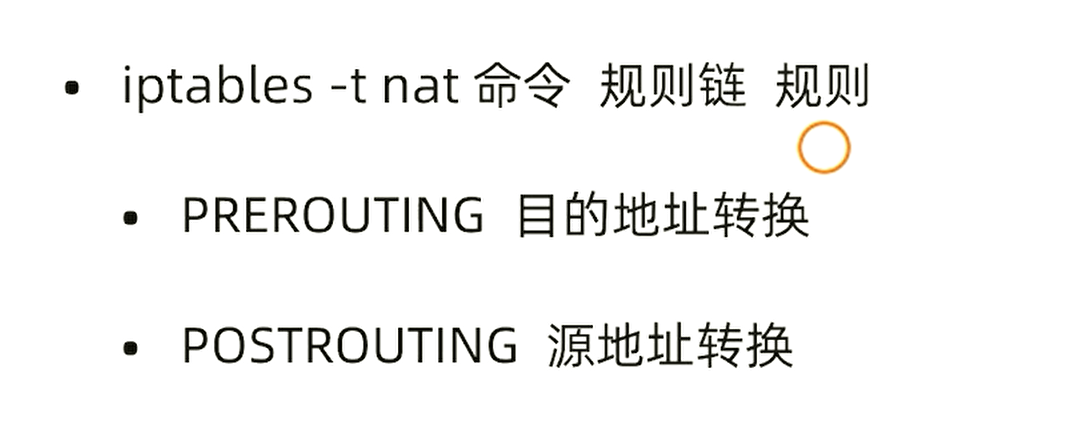 • iptables -t nat 命令 规则链 规则
• PREROUTING 目的地址转换
• POSTROUTING 源地址转换